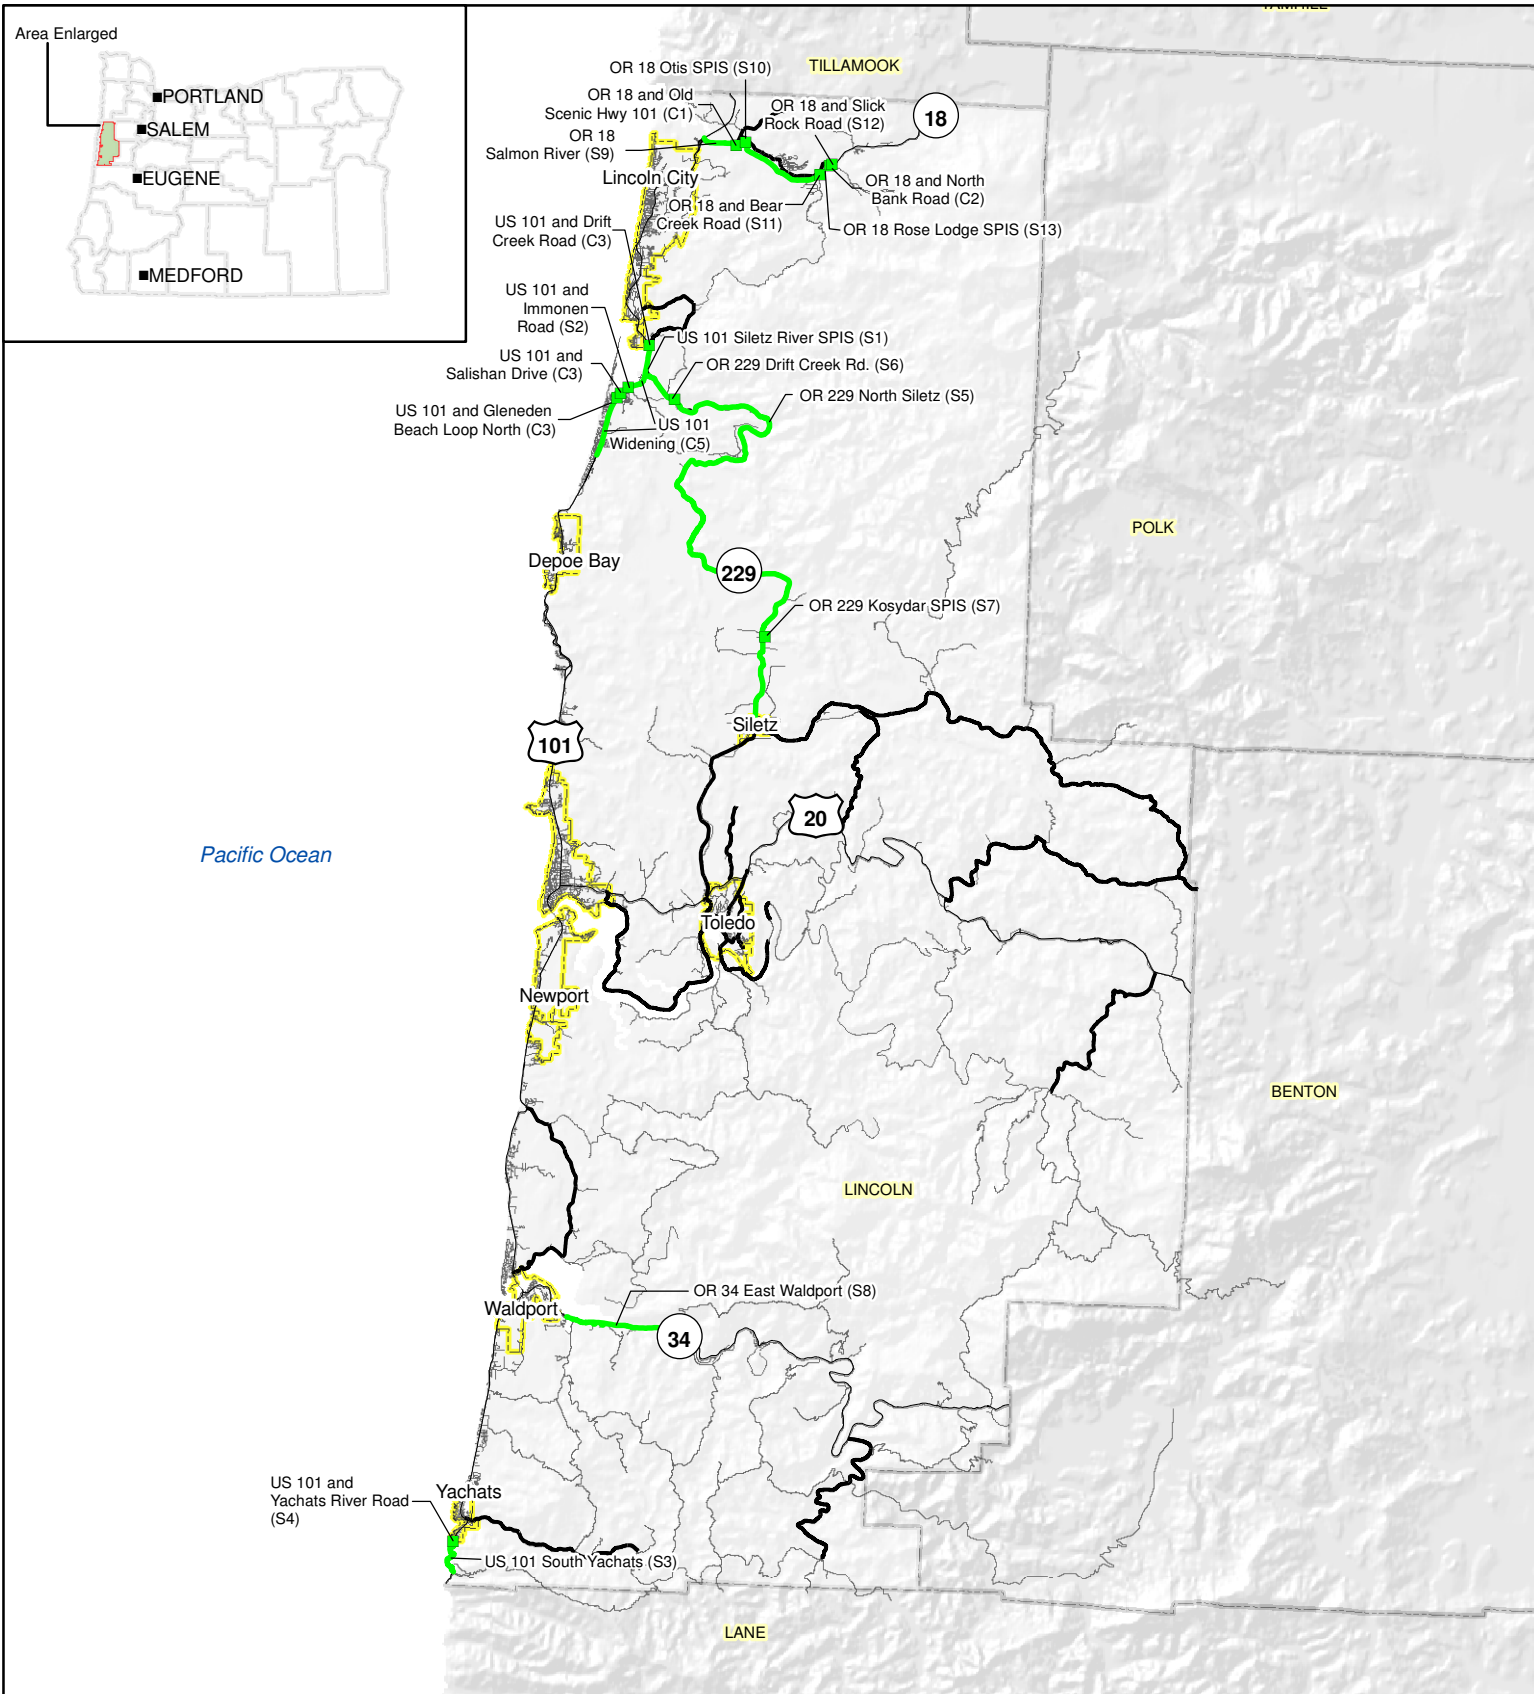 YAMHILL
Area Enlarged
PORTLAND
SALEM
EUGENE
MEDFORD
TILLAMOOK
OR 18 Otis SPIS (S10)
OR 18 and Old
Scenic Hwy 101 (C1)
OR 18 and Slick
Rock Road (S12)
18
OR 18
Salmon River (S9)
Lincoln City
OR 18 and North
Bank Road (C2)
OR 18 and Bear
Creek Road (S11)
OR 18 Rose Lodge SPIS (S13)
US 101 and Drift
Creek Road (C3)
US 101 and
Immonen
Road (S2)
US 101 Siletz River SPIS (S1)
US 101 and
Salishan Drive (C3)
OR 229 Drift Creek Rd. (S6)
OR 229 North Siletz (S5)
US 101 and Gleneden
Beach Loop North (C3)
US 101
Widening (C5)
POLK
Depoe Bay
229
OR 229 Kosydar SPIS (S7)
Siletz
101
20
Pacific Ocean
Toledo
Newport
BENTON
LINCOLN
OR 34 East Waldport (S8)
Waldport
34
US 101 and
Yachats River Road
(S4)
Yachats
US 101 South Yachats (S3)
LANE